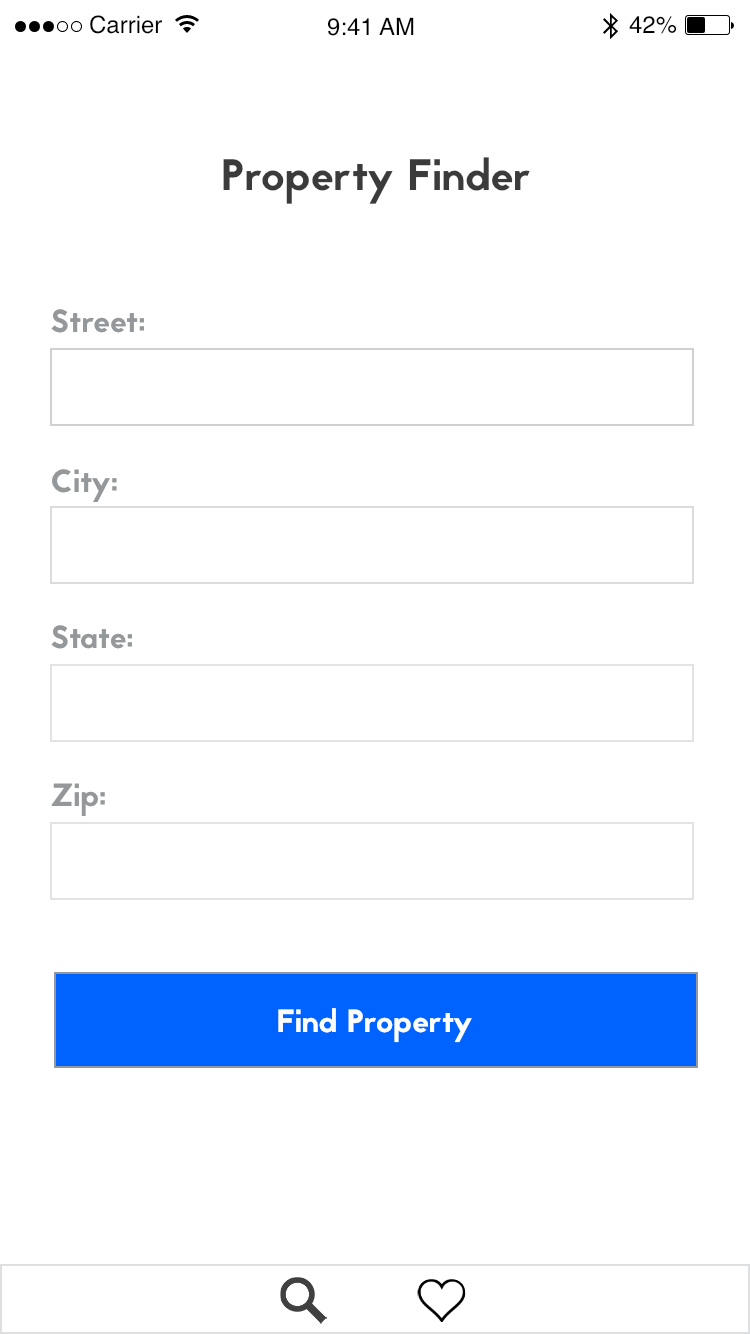 Carrier 9:41 AM 42%
Property Finder
Street:
City:
State:
Zip:
Find Property